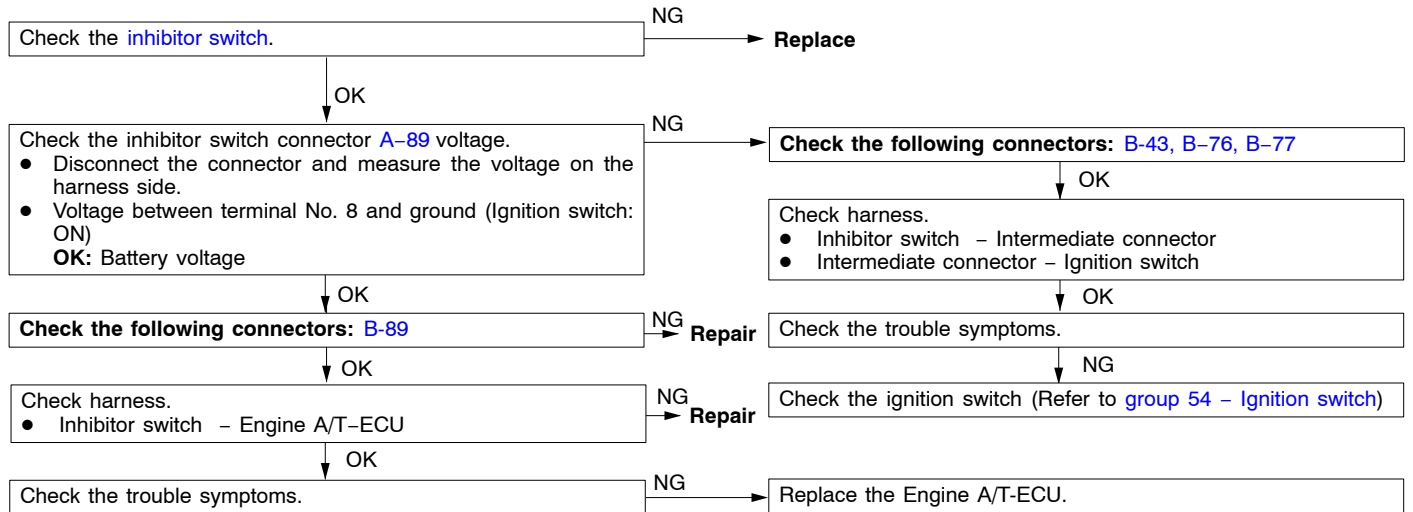 NG
Check the inhibitor switch.
Replace
OK
Check the inhibitor switch connector A–89 voltage.
● Disconnect the connector and measure the voltage on the
harness side.
● Voltage between terminal No. 8 and ground (Ignition switch:
ON)
OK: Battery voltage
NG
Check the following connectors: B-43, B–76, B–77
OK
Check harness.
● Inhibitor switch – Intermediate connector
● Intermediate connector – Ignition switch
OK
OK
Check the following connectors: B-89
NG
Repair
Check the trouble symptoms.
OK
NG
Check harness.
● Inhibitor switch – Engine A/T–ECU
NG
Repair
Check the ignition switch (Refer to group 54 – Ignition switch)
OK
Check the trouble symptoms.
NG
Replace the Engine A/T-ECU.